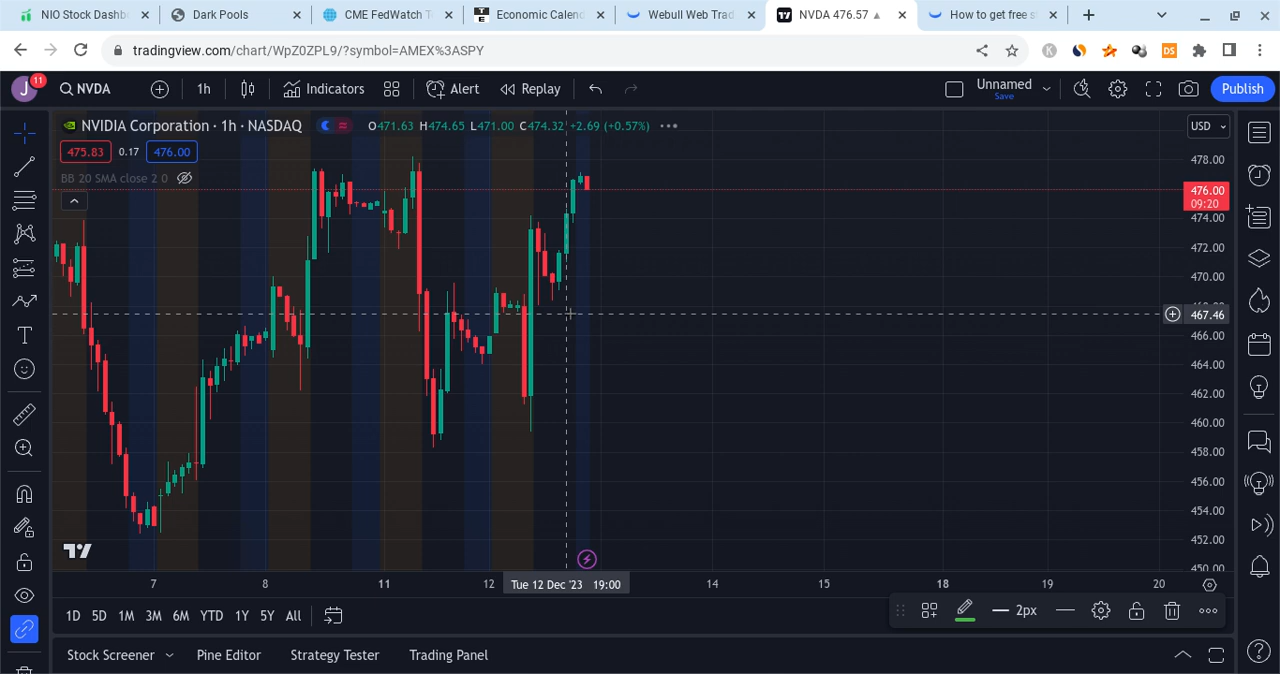 NIO Stock Dashb
Dark Pools
CME FedWatch T
Economic Calend
Webull Web Trad
NVDA 476.57 ▲
How to get free s
tradingview.com/chart/WpZ0ZPL9/?symbol=AMEX%3ASPY
K
DS
J
11
NVDA
1h
Indicators
Alert
Replay
Unnamed
Save
Publish
NVIDIA Corporation · 1h · NASDAQ
O471.63 H474.65 L471.00 C474.32 +2.69 (+0.57%)
USD
475.83
0.17
476.00
BB 20 SMA close 2 0
478.00
476.00
09:20
474.00
472.00
470.00
467.46
466.00
464.00
462.00
460.00
458.00
456.00
454.00
452.00
450.00
7
8
11
12
Tue 12 Dec '23 19:00
14
15
18
19
20
1D
5D
1M
3M
6M
YTD
1Y
5Y
All
2px
Stock Screener
Pine Editor
Strategy Tester
Trading Panel